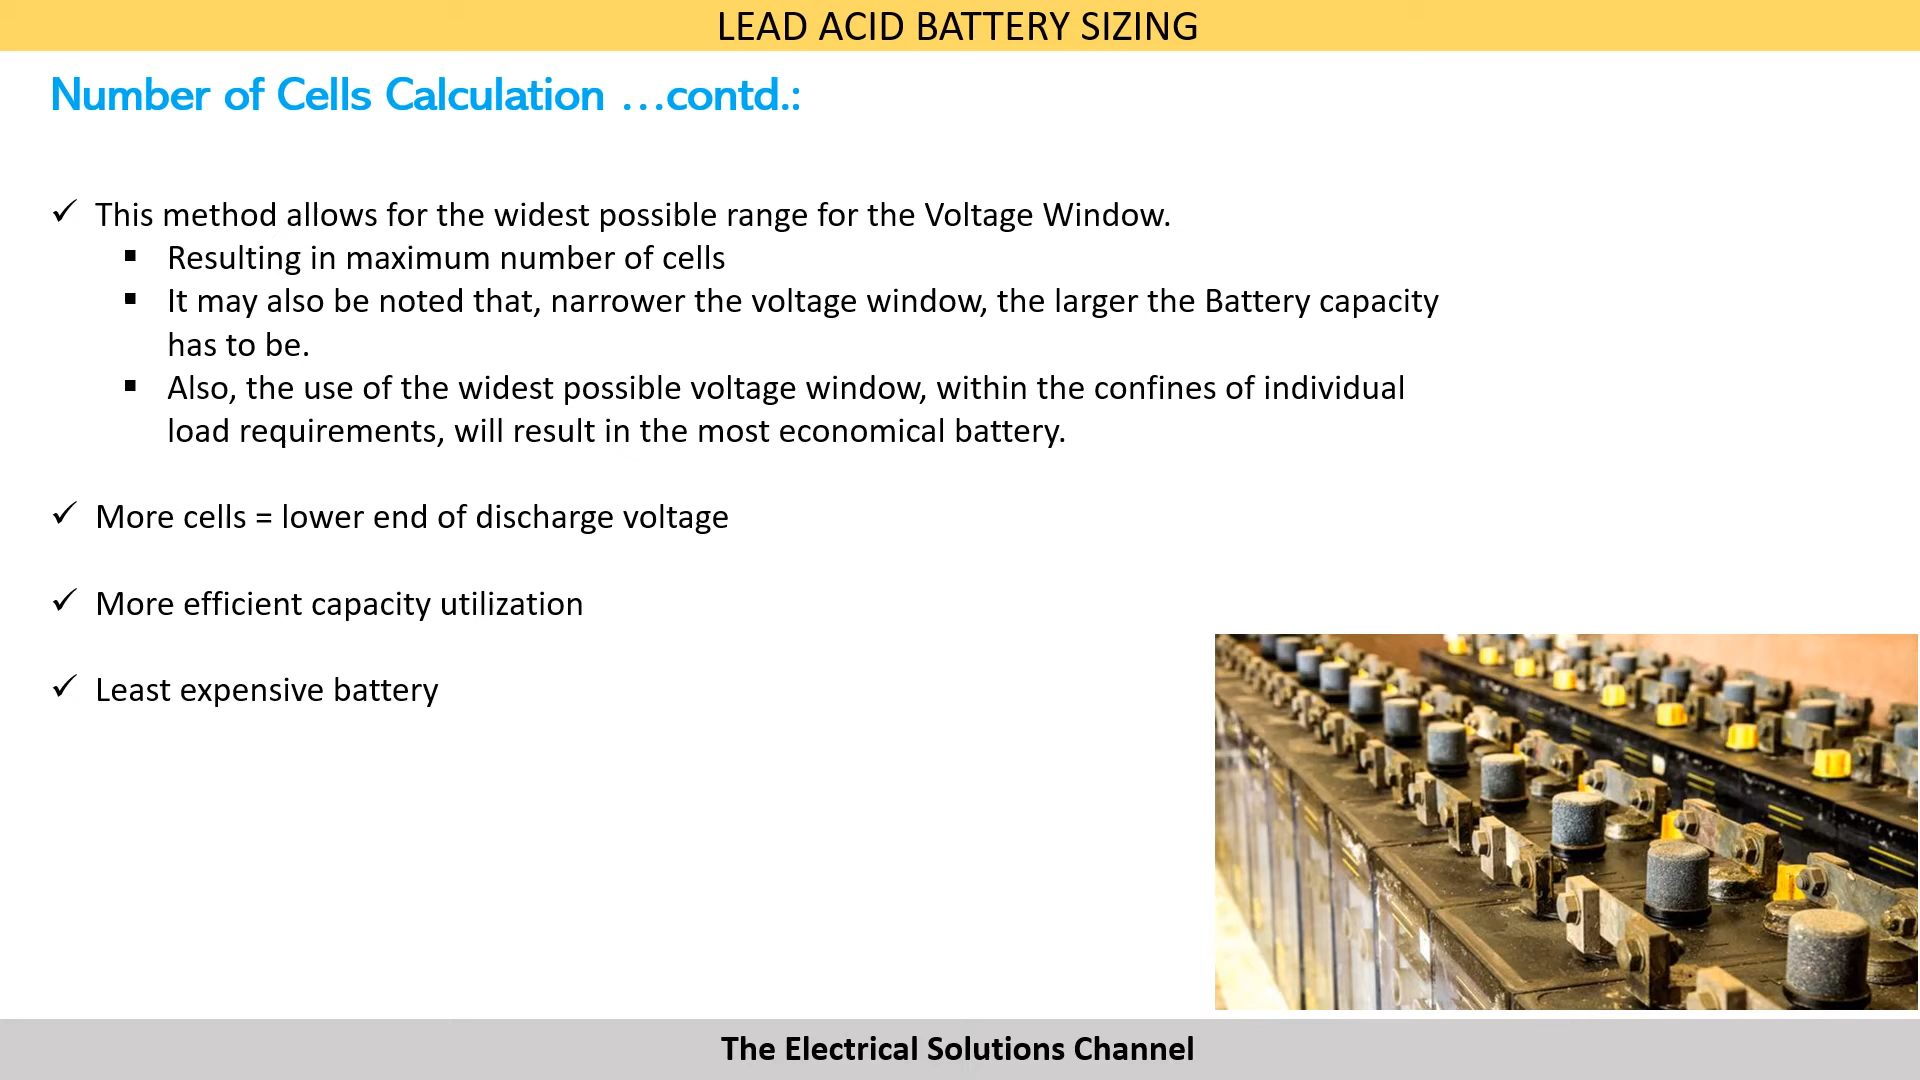 LEAD ACID BATTERY SIZING
Number of Cells Calculation ...contd.:
✓ This method allows for the widest possible range for the Voltage Window.
▪ Resulting in maximum number of cells
▪ It may also be noted that, narrower the voltage window, the larger the Battery capacity
has to be.
▪ Also, the use of the widest possible voltage window, within the confines of individual
load requirements, will result in the most economical battery.
✓ More cells = lower end of discharge voltage
✓ More efficient capacity utilization
✓ Least expensive battery
The Electrical Solutions Channel